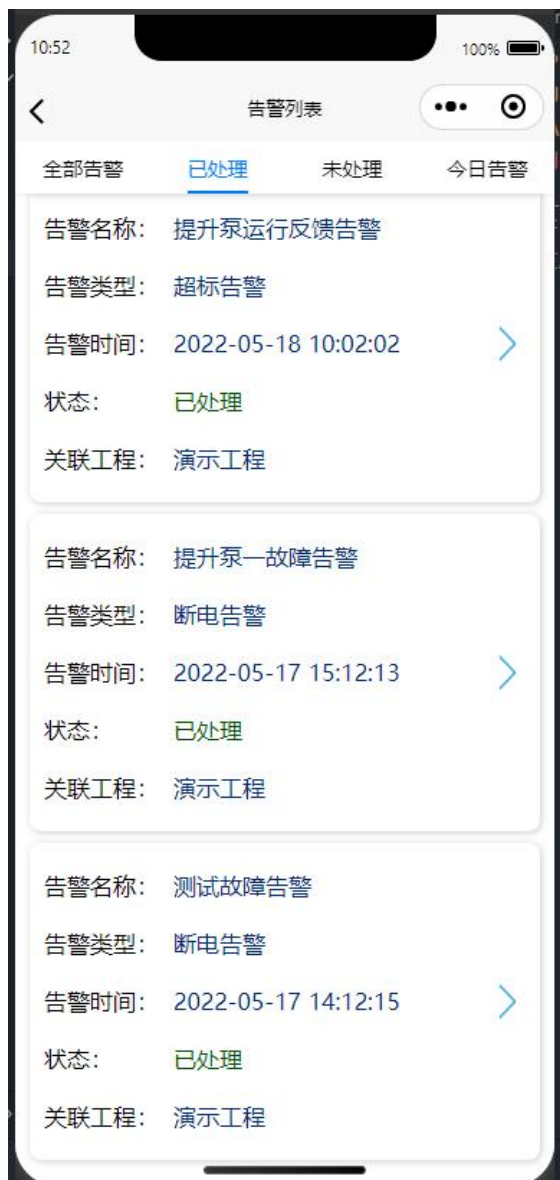 10:52 100%
告警列表
全部告警 已处理 未处理 今日告警
告警名称: 提升泵运行反馈告警
告警类型: 超标告警
告警时间: 2022-05-18 10:02:02
状态: 已处理
关联工程: 演示工程
告警名称: 提升泵一故障告警
告警类型: 断电告警
告警时间: 2022-05-17 15:12:13
状态: 已处理
关联工程: 演示工程
告警名称: 测试故障告警
告警类型: 断电告警
告警时间: 2022-05-17 14:12:15
状态: 已处理
关联工程: 演示工程